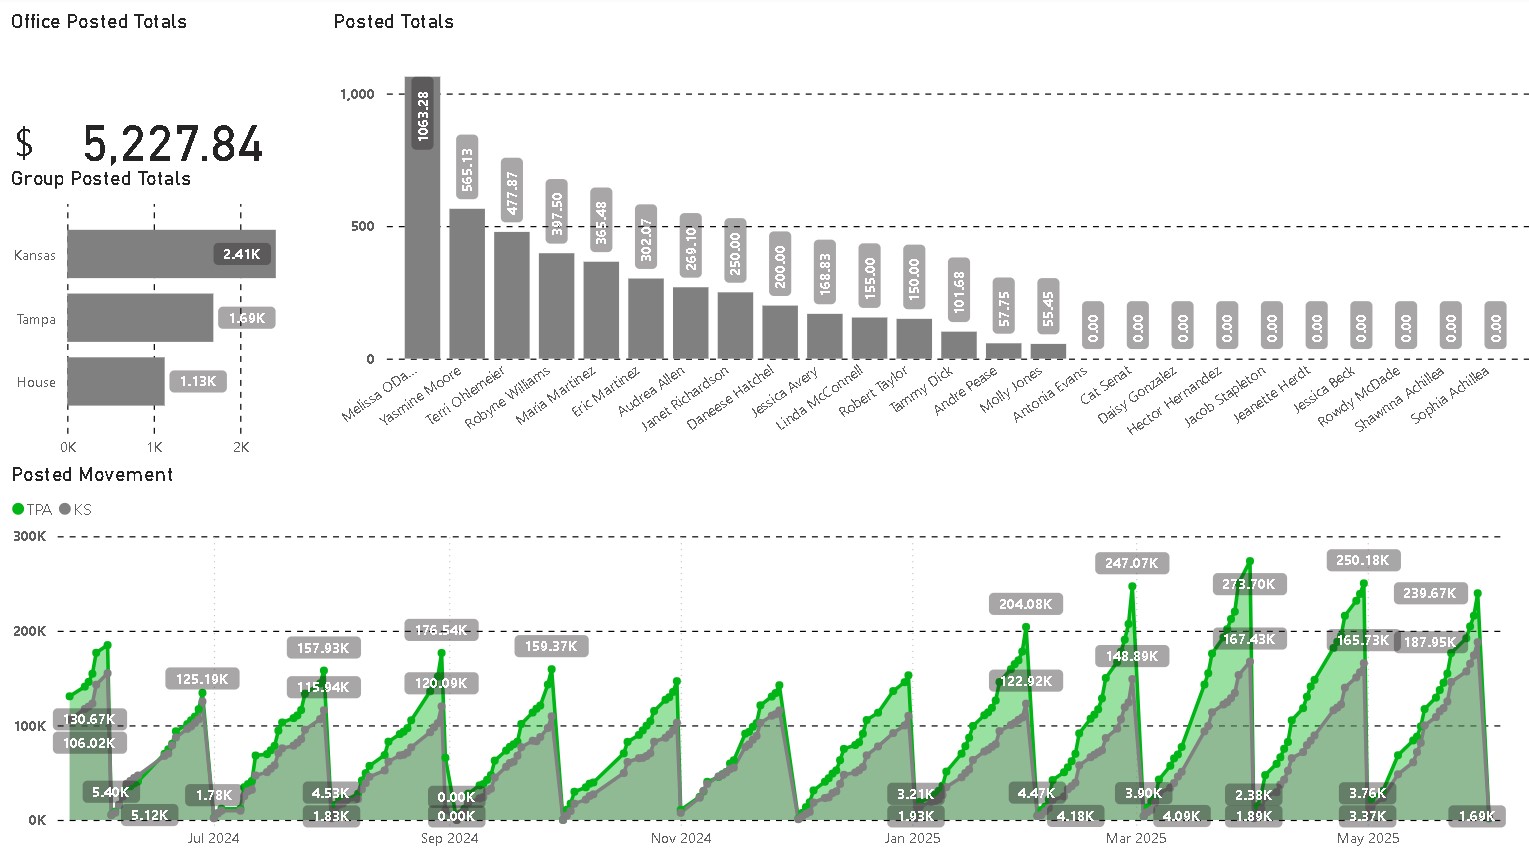 Office Posted Totals
$ 5,227.84
Group Posted Totals
Kansas
2.41K
Tampa
1.69K
House
1.13K
0K 1K 2K
Posted Totals
1,000
500
0
1063.28
565.13
477.87
397.50
365.48
302.07
269.10
250.00
200.00
168.83
155.00
150.00
101.68
57.75
55.45
0.00
0.00
0.00
0.00
0.00
0.00
0.00
0.00
0.00
0.00
Melissa ODa...
Yasmine Moore
Terri Ohlemeier
Robyne Williams
Maria Martinez
Eric Martinez
Audrea Allen
Janet Richardson
Daneese Hatchel
Jessica Avery
Linda McConnell
Robert Taylor
Tammy Dick
Andre Pease
Molly Jones
Antonia Evans
Cat Senat
Daisy Gonzalez
Hector Hernandez
Jacob Stapleton
Jeanette Herdt
Jessica Beck
Rowdy McDade
Shawnna Achillea
Sophia Achillea
Posted Movement
TPA KS
300K
200K
100K
0K
130.67K
106.02K
5.40K
5.12K
125.19K
1.78K
157.93K
115.94K
4.53K
1.83K
176.54K
120.09K
0.00K
0.00K
159.37K
3.21K
1.93K
204.08K
122.92K
4.47K
4.18K
247.07K
148.89K
3.90K
4.09K
273.70K
167.43K
2.38K
1.89K
250.18K
165.73K
3.76K
3.37K
239.67K
187.95K
1.69K
Jul 2024 Sep 2024 Nov 2024 Jan 2025 Mar 2025 May 2025